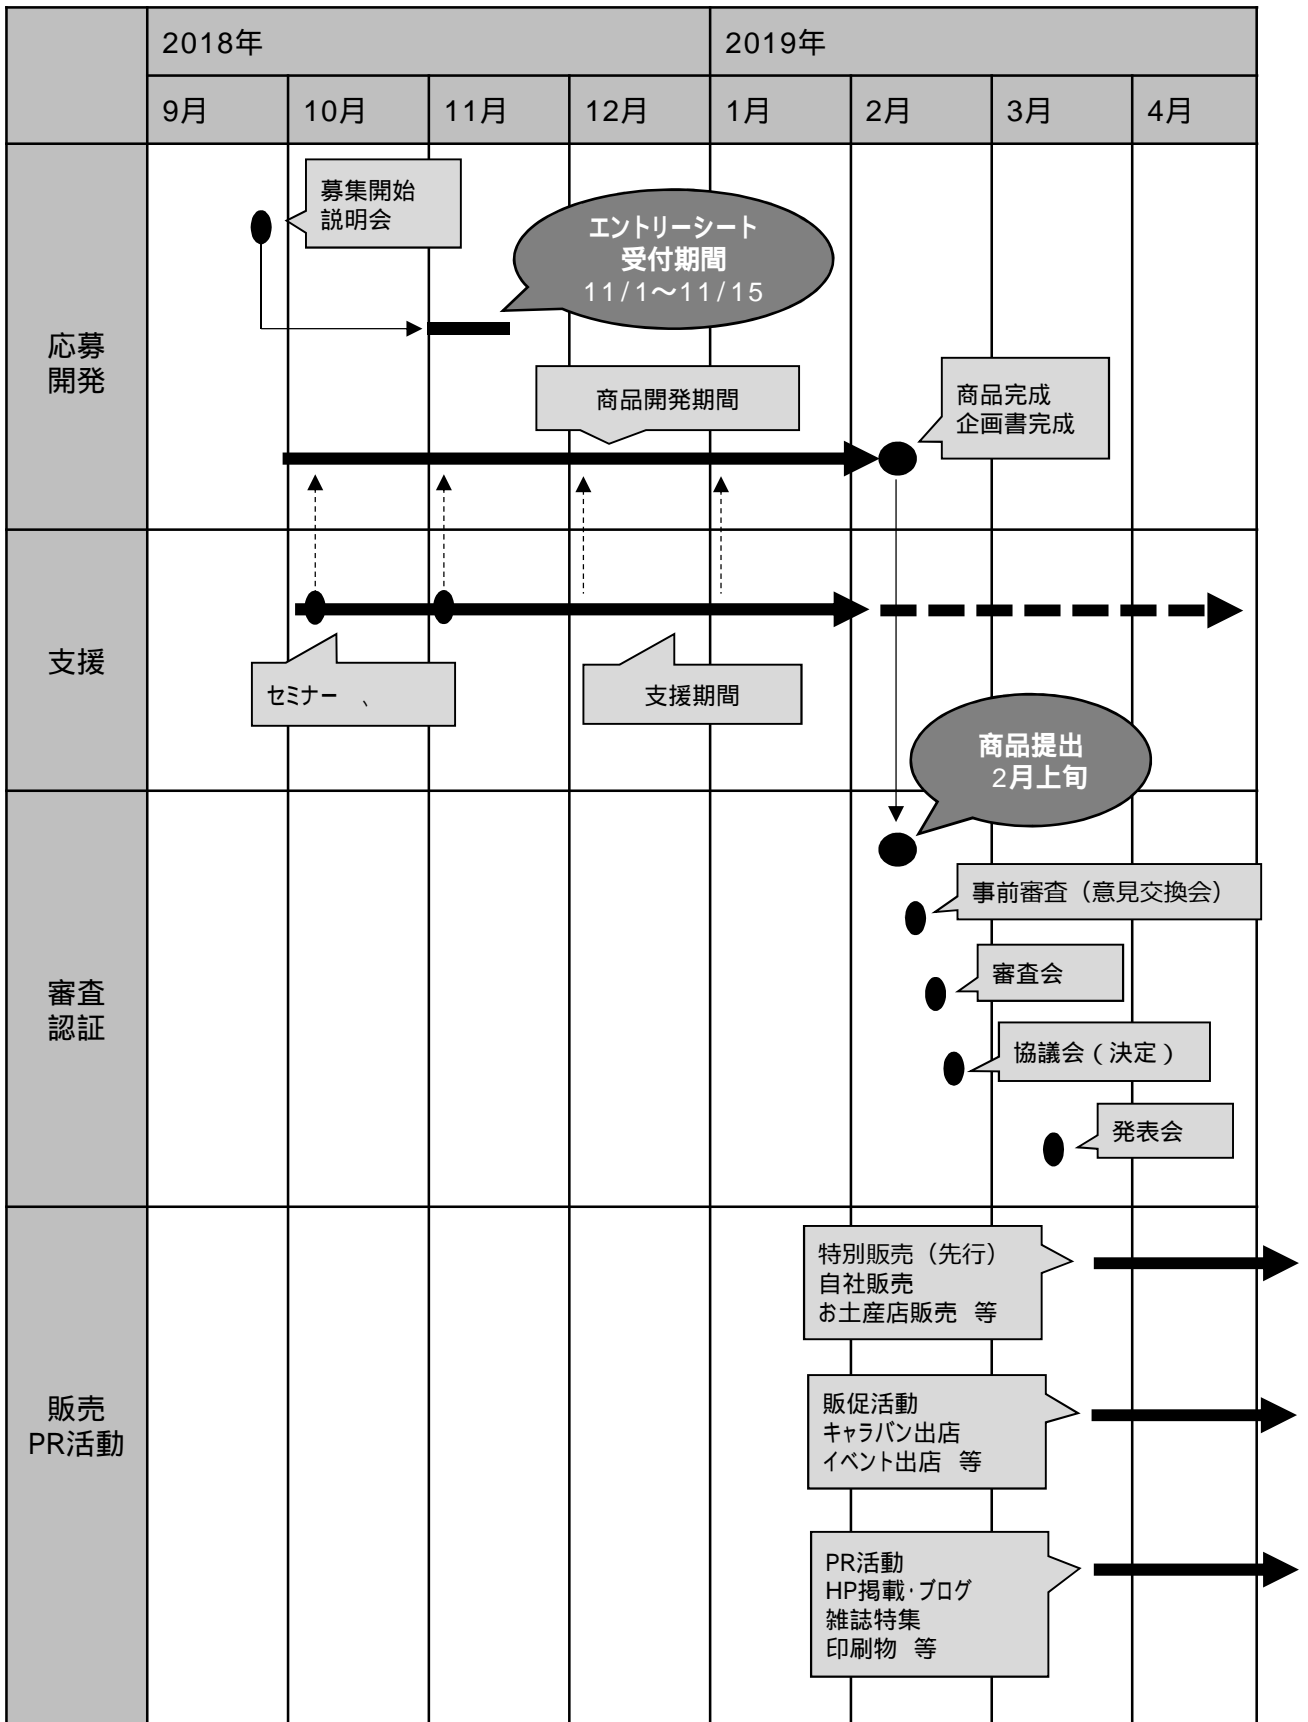 2018年
2019年
9月
10月
11月
12月
1月
2月
3月
4月
応募
開発
募集開始
説明会
エントリーシート
受付期間
11/1～11/15
商品開発期間
商品完成
企画書完成
支援
セミナー　、
支援期間
商品提出
2月上旬
審査
認証
事前審査（意見交換会）
審査会
協議会（決定）
発表会
販売
PR活動
特別販売（先行）
自社販売
お土産店販売　等
販促活動
キャラバン出店
イベント出店　等
PR活動
HP掲載・ブログ
雑誌特集
印刷物　等